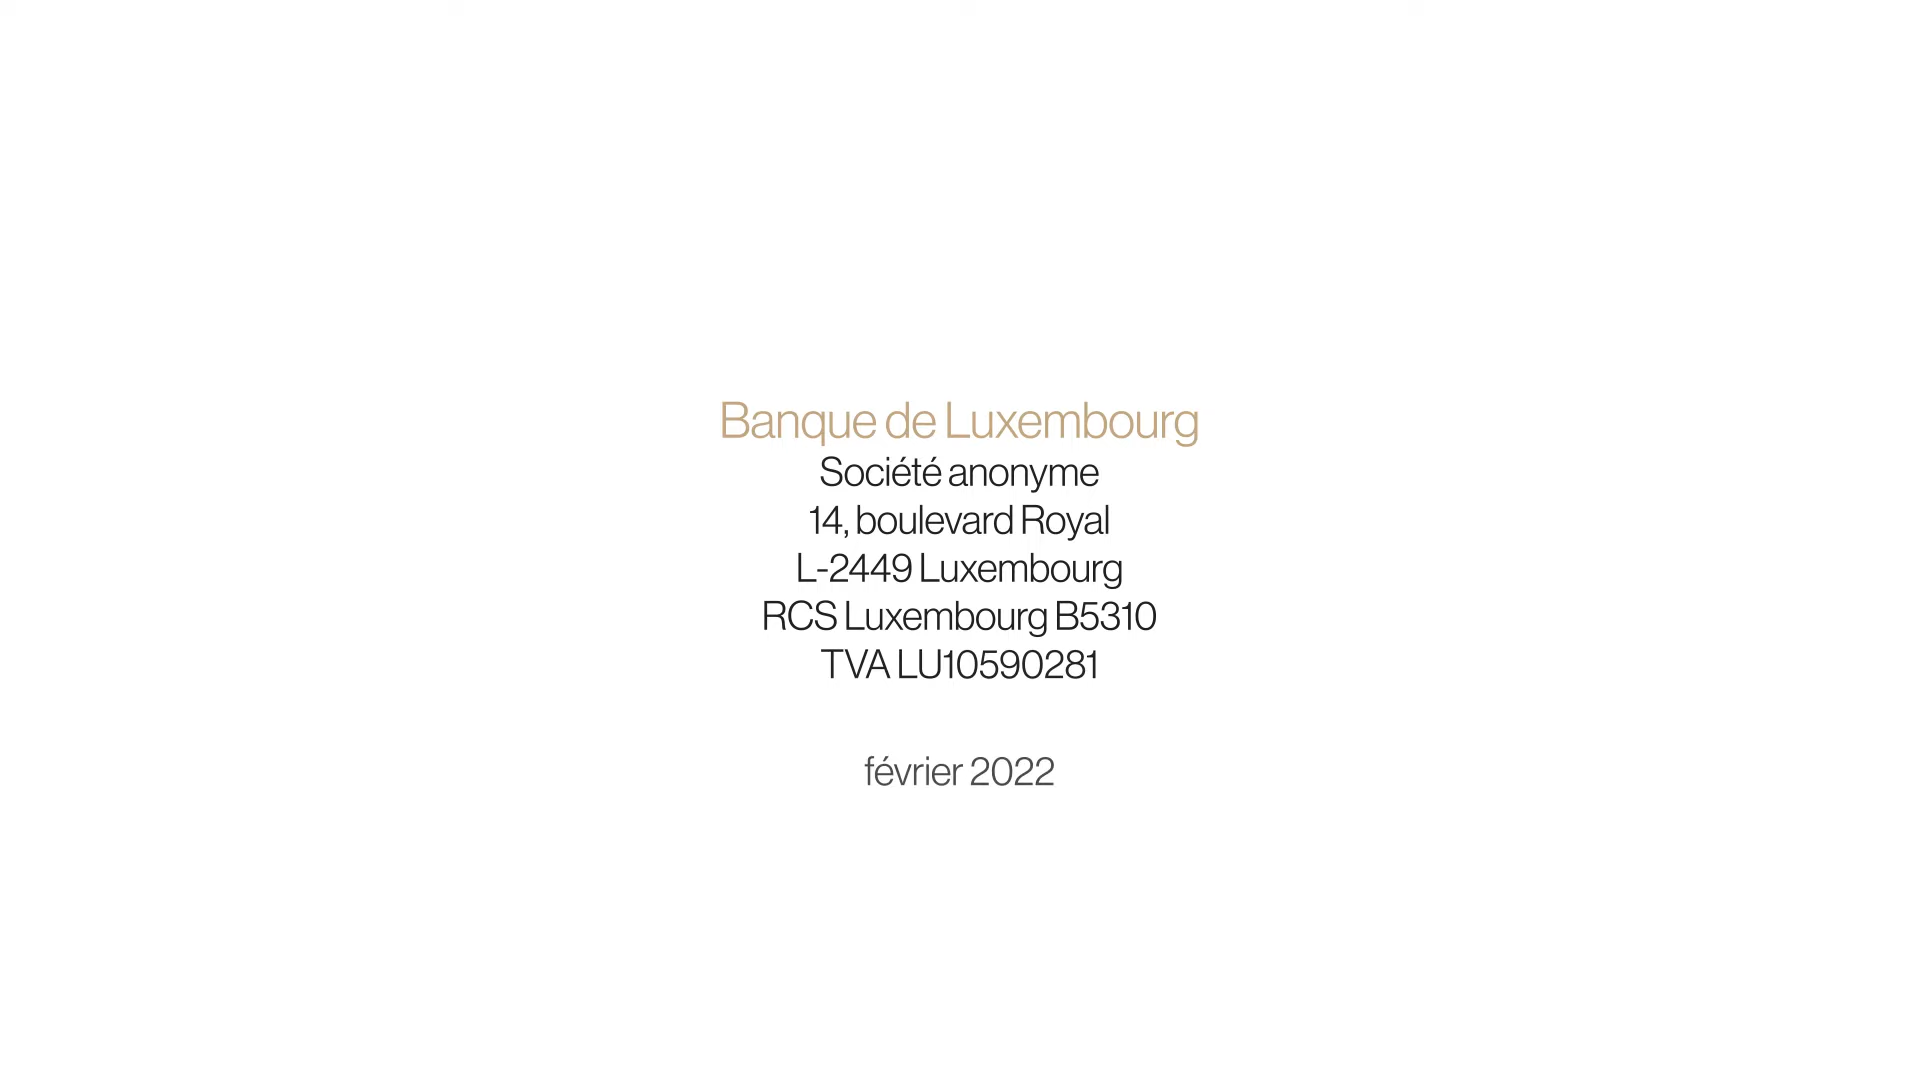 Banque de Luxembourg
Société anonyme
14, boulevard Royal
L-2449 Luxembourg
RCS Luxembourg B5310
TVA LU10590281
février 2022